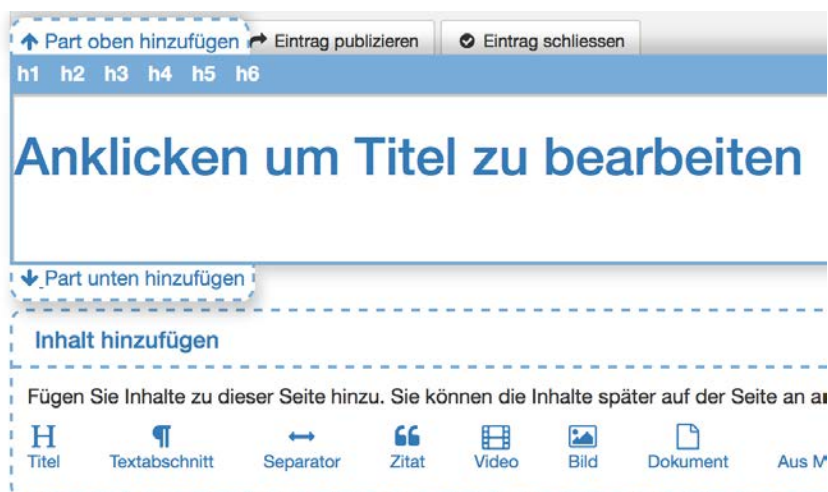 Part oben hinzufügen Eintrag publizieren Eintrag schliessen
h1 h2 h3 h4 h5 h6
Anklicken um Titel zu bearbeiten
Part unten hinzufügen
Inhalt hinzufügen
Fügen Sie Inhalte zu dieser Seite hinzu. Sie können die Inhalte später auf der Seite an
Titel Textabschnitt Separator Zitat Video Bild Dokument Aus